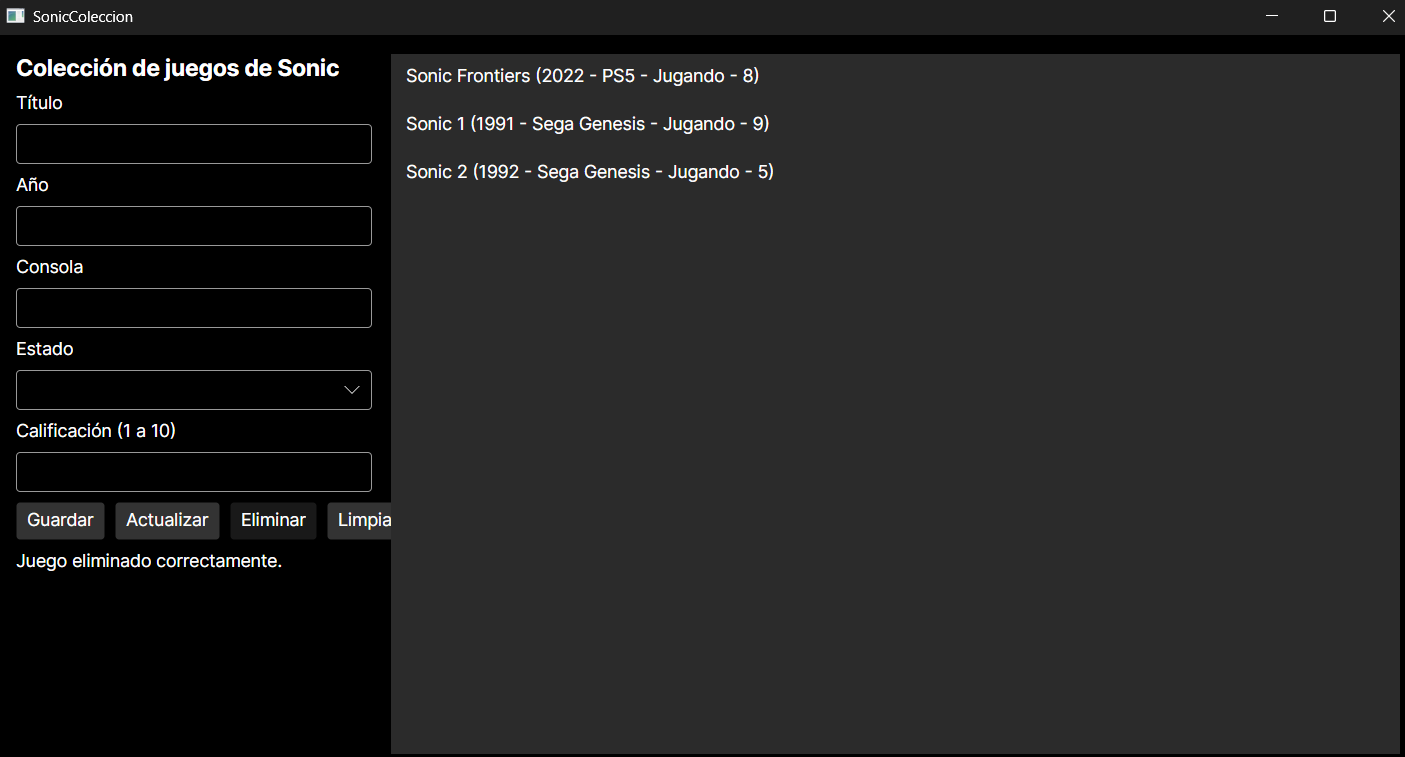 SonicColeccion
Colección de juegos de Sonic
Título
Año
Consola
Estado
Calificación (1 a 10)
Guardar Actualizar Eliminar Limpia
Juego eliminado correctamente.
Sonic Frontiers (2022 - PS5 - Jugando - 8)
Sonic 1 (1991 - Sega Genesis - Jugando - 9)
Sonic 2 (1992 - Sega Genesis - Jugando - 5)